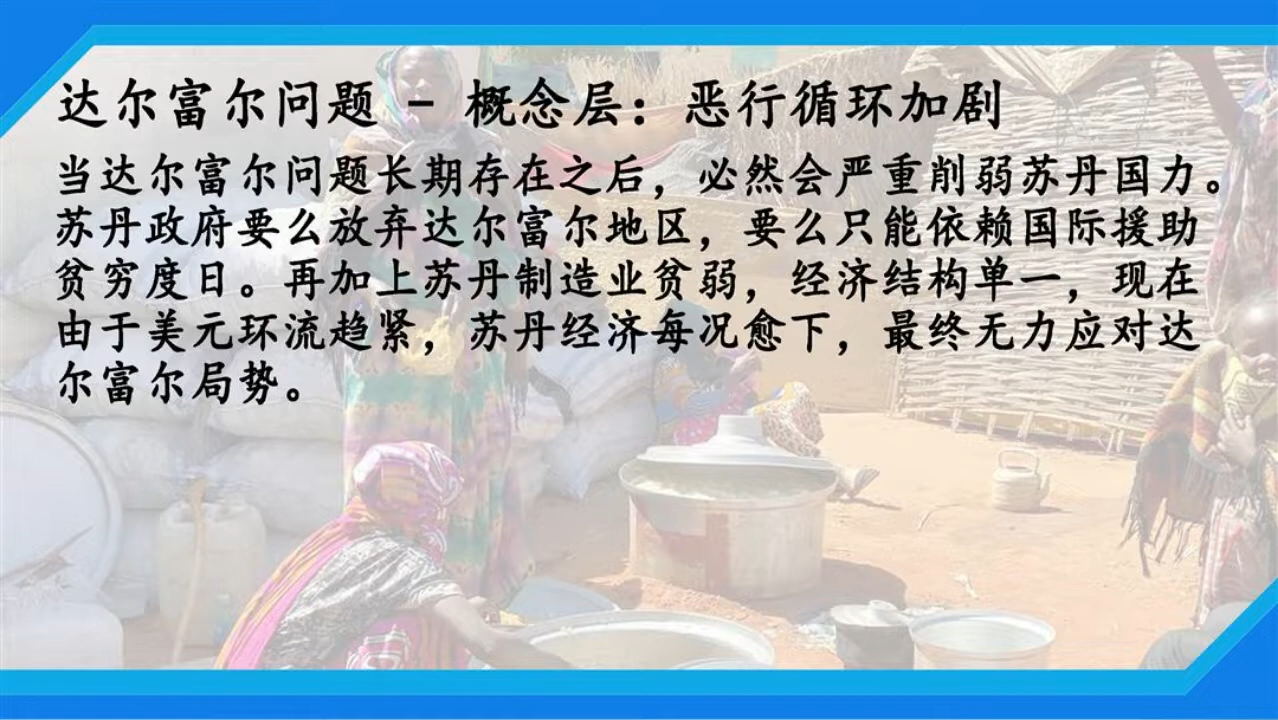 达尔富尔问题 - 概念层：恶行循环加剧
当达尔富尔问题长期存在之后，必然会严重削弱苏丹国力。
苏丹政府要么放弃达尔富尔地区，要么只能依赖国际援助
贫穷度日。再加上苏丹制造业贫弱，经济结构单一，现在
由于美元环流趋紧，苏丹经济每况愈下，最终无力应对达
尔富尔局势。